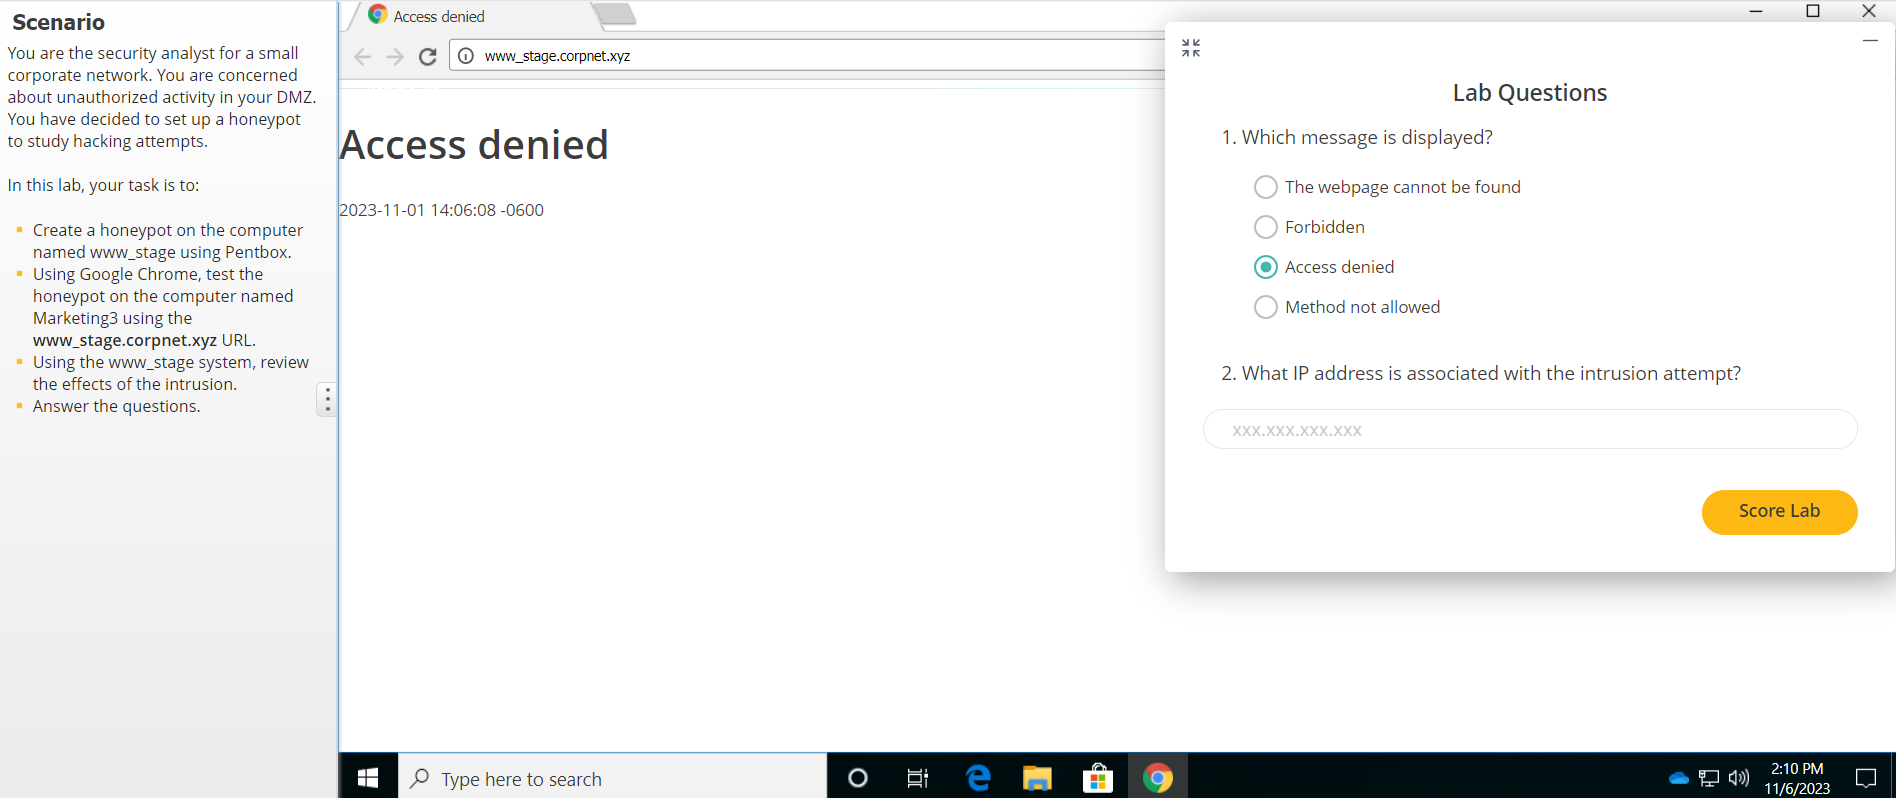 Scenario
You are the security analyst for a small
corporate network. You are concerned
about unauthorized activity in your DMZ.
You have decided to set up a honeypot
to study hacking attempts.
In this lab, your task is to:
Create a honeypot on the computer
named www_stage using Pentbox.
Using Google Chrome, test the
honeypot on the computer named
Marketing3 using the
www_stage.corpnet.xyz URL.
Using the www_stage system, review
the effects of the intrusion.
Answer the questions.
Access denied
www_stage.corpnet.xyz
Access denied
2023-11-01 14:06:08 -0600
Lab Questions
1. Which message is displayed?
The webpage cannot be found
Forbidden
Access denied
Method not allowed
2. What IP address is associated with the intrusion attempt?
xxx.xxx.xxx.xxx
Score Lab
Type here to search
2:10 PM
11/6/2023